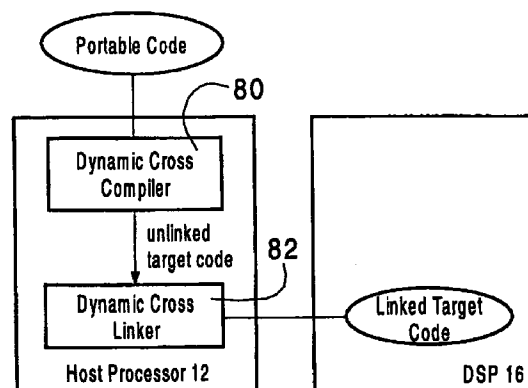 Portable Code
80
Dynamic Cross
Compiler
unlinked
target code
82
Dynamic Cross
Linker
Linked Target
Code
Host Processor 12
DSP 16